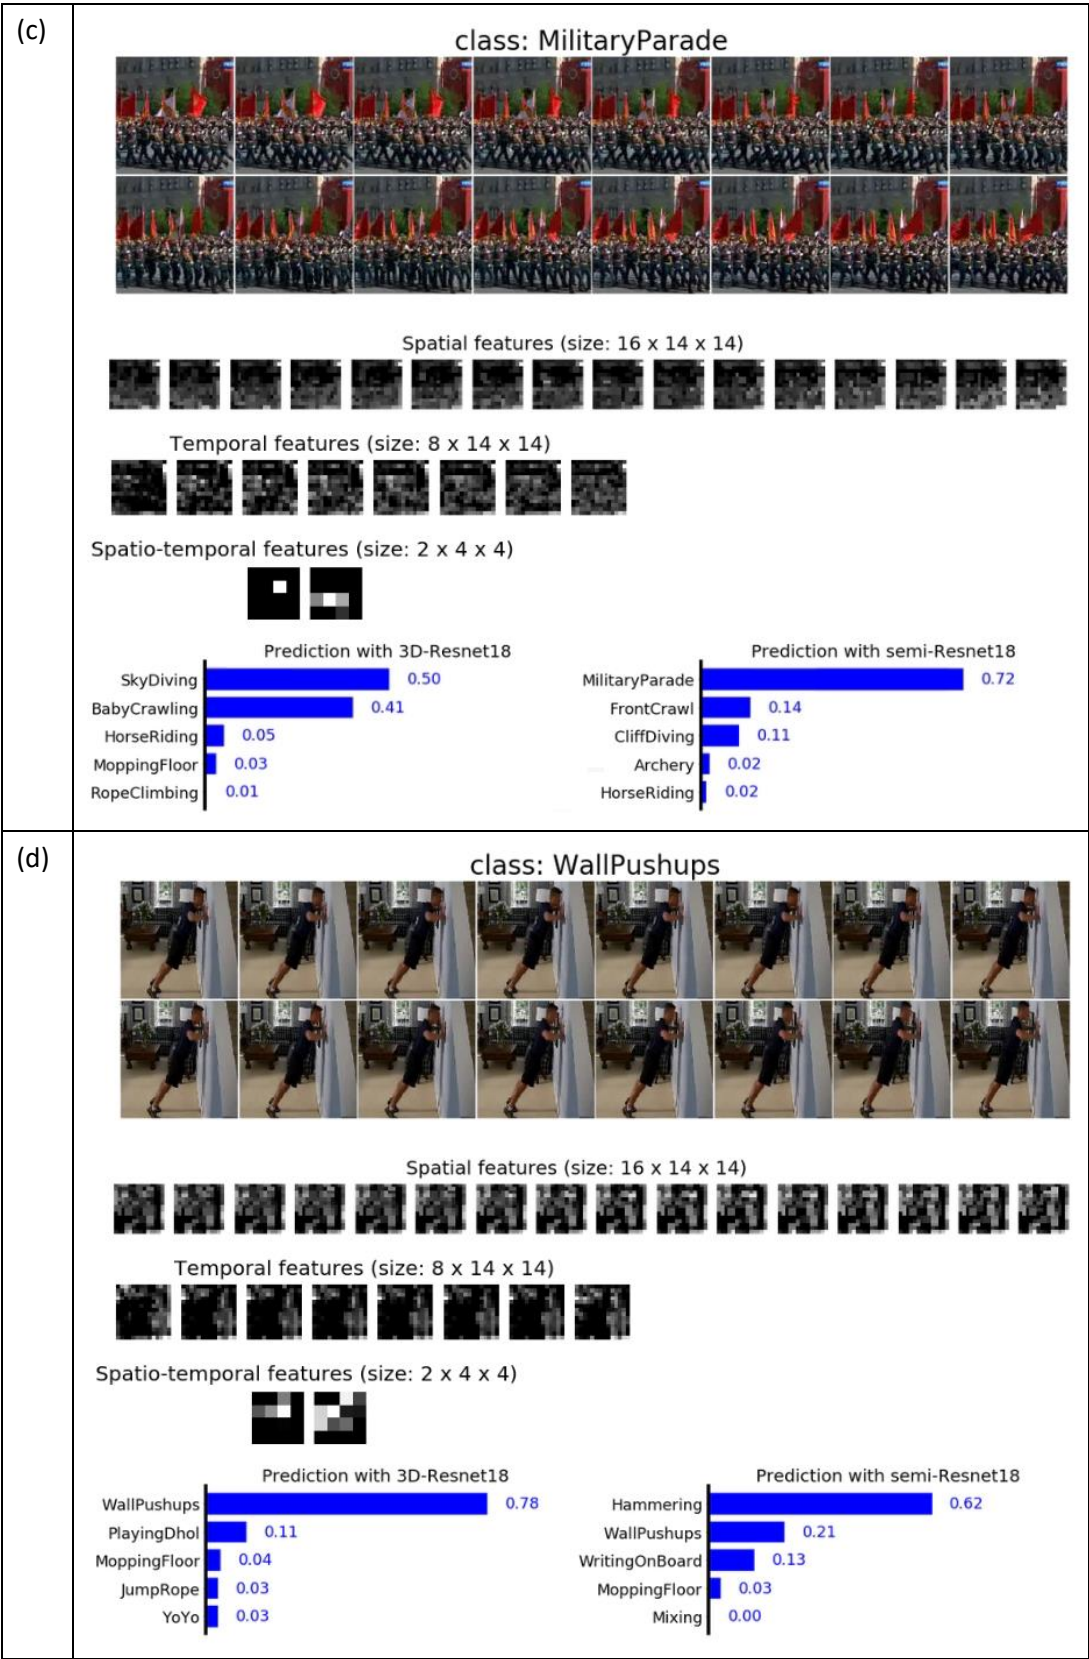 (c)
class: MilitaryParade
Spatial features (size: 16 x 14 x 14)
Temporal features (size: 8 x 14 x 14)
Spatio-temporal features (size: 2 x 4 x 4)
Prediction with 3D-Resnet18
SkyDiving 0.50
BabyCrawling 0.41
HorseRiding 0.05
MoppingFloor 0.03
RopeClimbing 0.01
Prediction with semi-Resnet18
MilitaryParade 0.72
FrontCrawl 0.14
CliffDiving 0.11
Archery 0.02
HorseRiding 0.02
(d)
class: WallPushups
Spatial features (size: 16 x 14 x 14)
Temporal features (size: 8 x 14 x 14)
Spatio-temporal features (size: 2 x 4 x 4)
Prediction with 3D-Resnet18
WallPushups 0.78
PlayingDhol 0.11
MoppingFloor 0.04
JumpRope 0.03
YoYo 0.03
Prediction with semi-Resnet18
Hammering 0.62
WallPushups 0.21
WritingOnBoard 0.13
MoppingFloor 0.03
Mixing 0.00